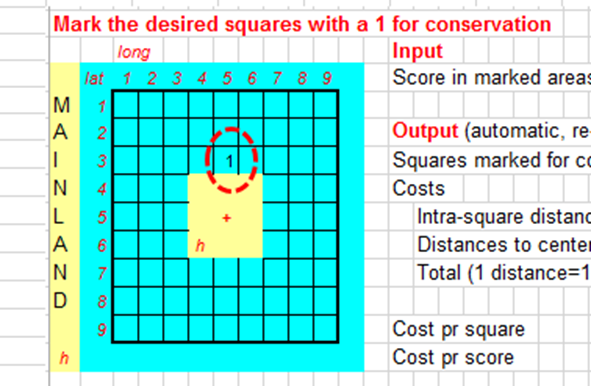 Mark the desired squares with a 1 for conservation
long
Input
lat 1 2 3 4 5 6 7 8 9
Score in marked areas
M 1
A 2
Output (automatic, re
I 3 1
Squares marked for co
N 4
Costs
L 5 +
Intra-square distanc
A 6 h
Distances to center
N 7
Total (1 distance=1
D 8
9
Cost pr square
h
Cost pr score